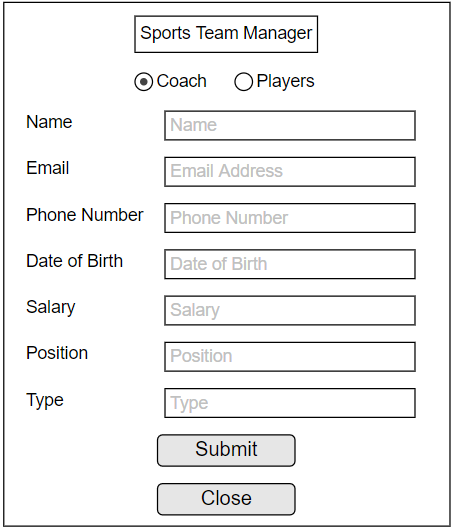 Sports Team Manager
Coach Players
Name Name
Email Email Address
Phone Number Phone Number
Date of Birth Date of Birth
Salary Salary
Position Position
Type Type
Submit
Close